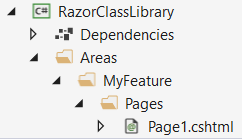 C# RazorClassLibrary
Dependencies
Areas
MyFeature
Pages
Page1.cshtml